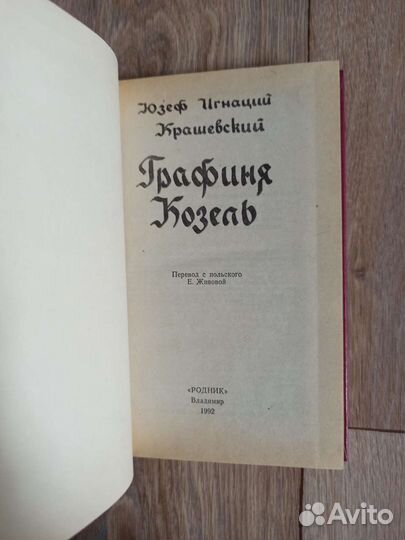 Юзеф Игнаций
Крашевский
Графиня
Козель
Перевод с польского
Е. Живовой
«РОДНИК»
Владимир
1992
Avito